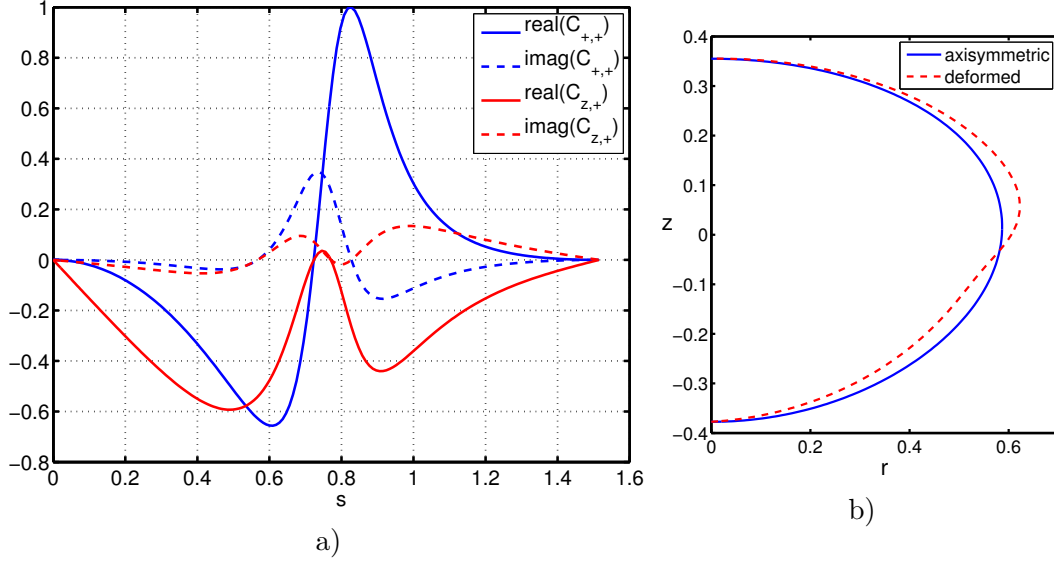 1
0.8
0.6
0.4
0.2
0
−0.2
−0.4
−0.6
−0.8
0 0.2 0.4 0.6 0.8 1 1.2 1.4 1.6
s
real(C+,+)
imag(C+,+)
real(Cz,+)
imag(Cz,+)
a)
0.4
0.3
0.2
0.1
0
−0.1
−0.2
−0.3
−0.4
z
0 0.2 0.4 0.6
r
axisymmetric
deformed
b)